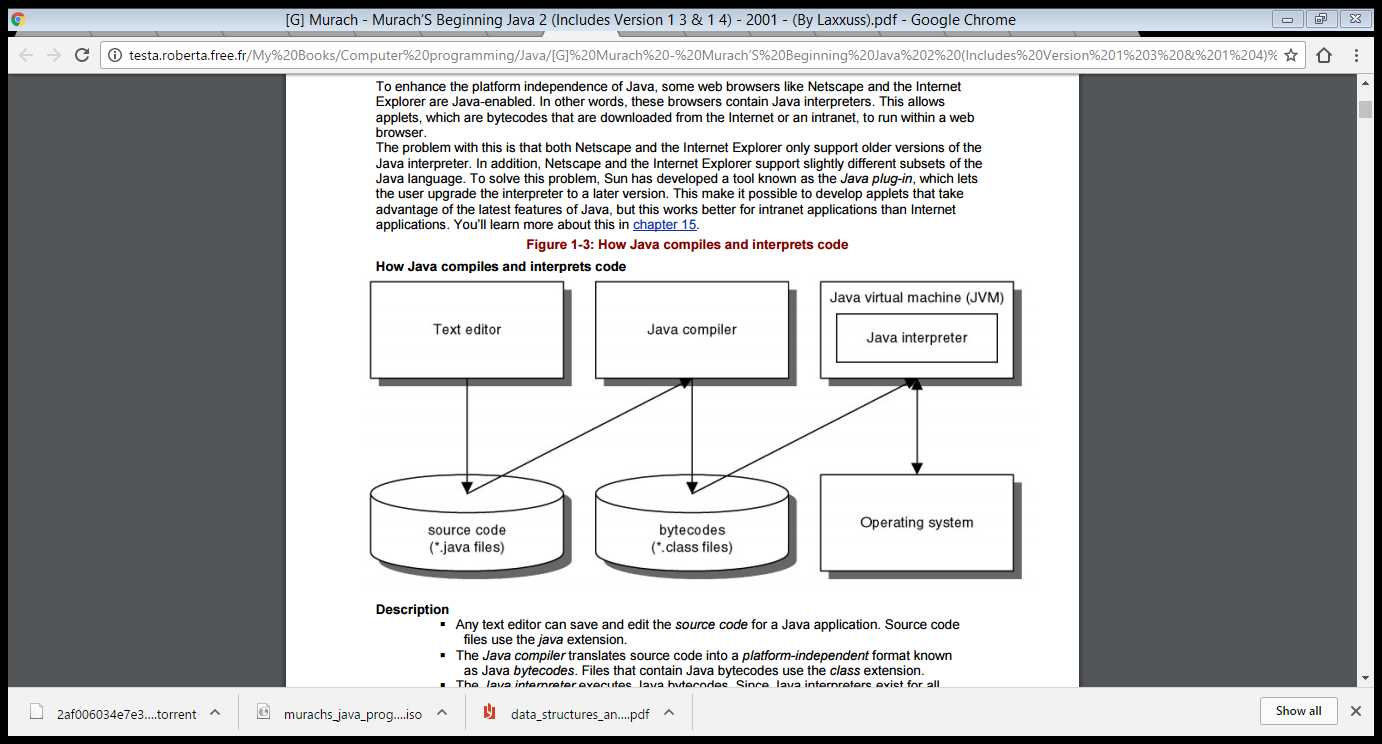 [G] Murach - Murach'S Beginning Java 2 (Includes Version 1 3 & 1 4) - 2001 - (By Laxxuss).pdf - Google Chrome
testa.roberta.free.fr/My%20Books/Computer%20programming/Java/[G]%20Murach%20-%20Murach'S%20Beginning%20Java%202%20(Includes%20Version%201%203%20&%201%204)%
To enhance the platform independence of Java, some web browsers like Netscape and the Internet
Explorer are Java-enabled. In other words, these browsers contain Java interpreters. This allows
applets, which are bytecodes that are downloaded from the Internet or an intranet, to run within a web
browser.
The problem with this is that both Netscape and the Internet Explorer only support older versions of the
Java interpreter. In addition, Netscape and the Internet Explorer support slightly different subsets of the
Java language. To solve this problem, Sun has developed a tool known as the Java plug-in, which lets
the user upgrade the interpreter to a later version. This make it possible to develop applets that take
advantage of the latest features of Java, but this works better for intranet applications than Internet
applications. You'll learn more about this in chapter 15.
Figure 1-3: How Java compiles and interprets code
How Java compiles and interprets code
Text editor
Java compiler
Java virtual machine (JVM)
Java interpreter
source code
(*.java files)
bytecodes
(*.class files)
Operating system
Description
▪ Any text editor can save and edit the source code for a Java application. Source code
files use the java extension.
▪ The Java compiler translates source code into a platform-independent format known
as Java bytecodes. Files that contain Java bytecodes use the class extension.
▪ The Java interpreter executes Java bytecodes. Since Java interpreters exist for all
2af006034e7e3....torrent
murachs_java_prog....iso
data_structures_an....pdf
Show all